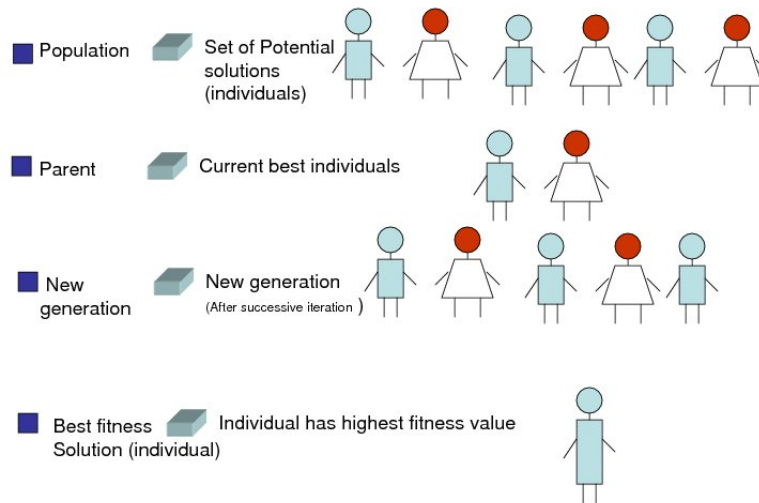 Population
Set of Potential
solutions
(individuals)
Parent
Current best individuals
New
generation
New generation
(After successive iteration )
Best fitness
Solution (individual)
Individual has highest fitness value